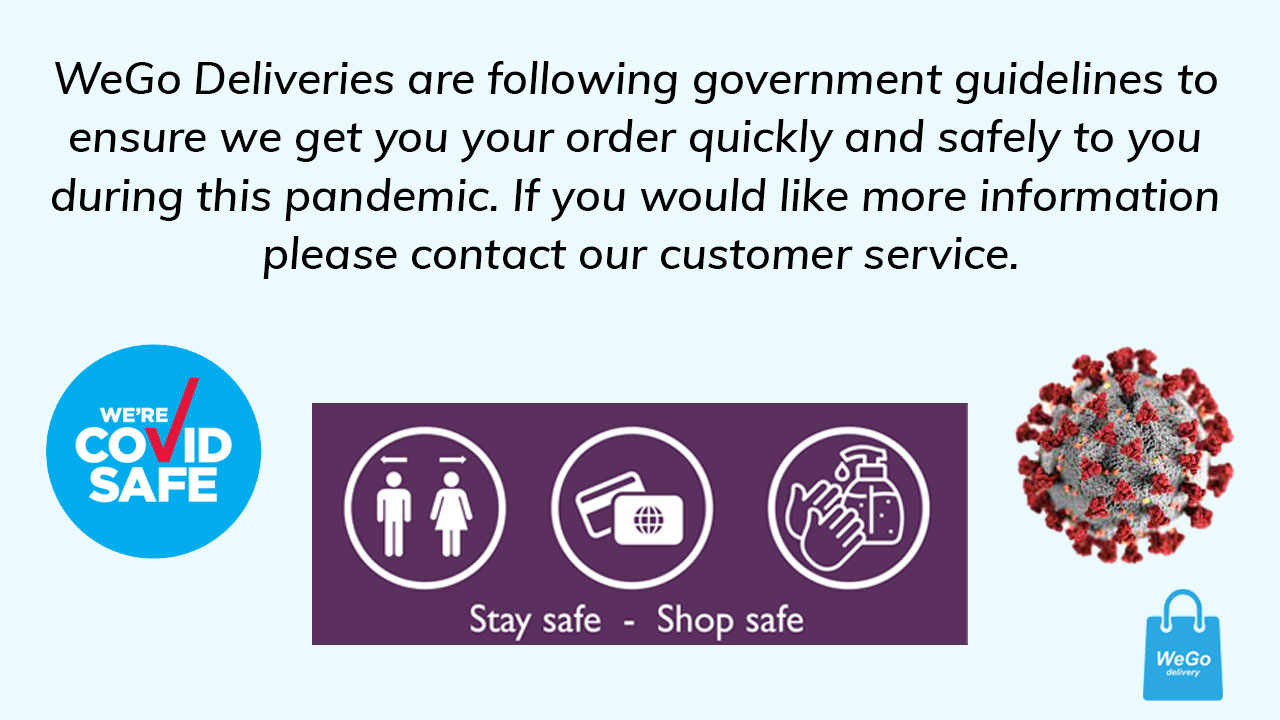 WeGo Deliveries are following government guidelines to
ensure we get you your order quickly and safely to you
during this pandemic. If you would like more information
please contact our customer service.
WE'RE
COVID
SAFE
Stay safe - Shop safe
WeGo
delivery